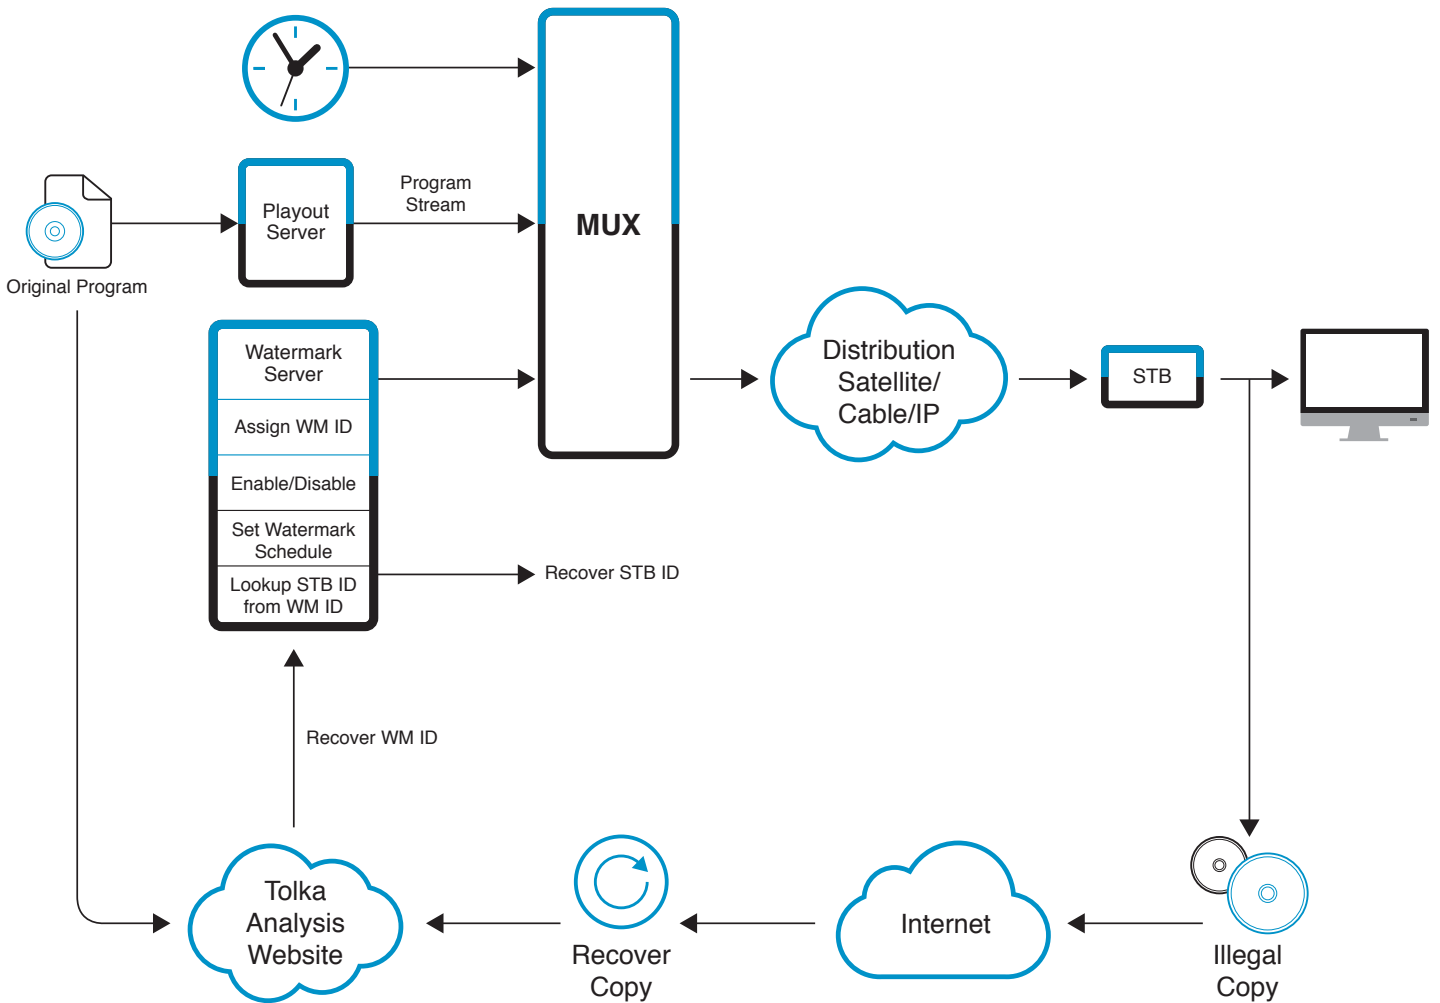 Program
Stream
Playout
Server
MUX
Original Program
Watermark
Server
Assign WM ID
Enable/Disable
Set Watermark
Schedule
Lookup STB ID
from WM ID
Distribution
Satellite/
Cable/IP
STB
Recover STB ID
Recover WM ID
Tolka
Analysis
Website
Recover
Copy
Internet
Illegal
Copy